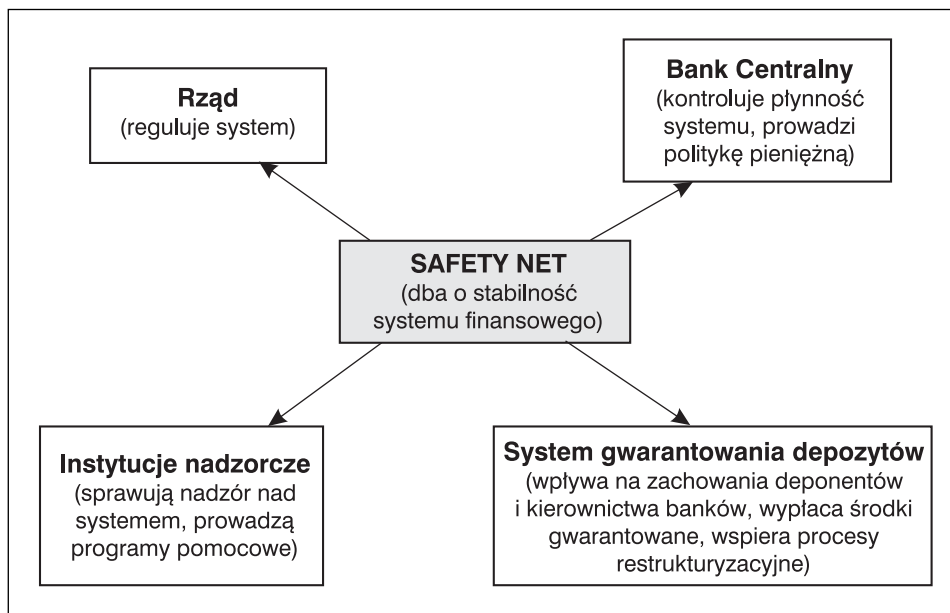 Rząd
(reguluje system)
Bank Centralny
(kontroluje płynność
systemu, prowadzi
politykę pieniężną)
SAFETY NET
(dba o stabilność
systemu finansowego)
Instytucje nadzorcze
(sprawują nadzór nad
systemem, prowadzą
programy pomocowe)
System gwarantowania depozytów
(wpływa na zachowania deponentów
i kierownictwa banków, wypłaca środki
gwarantowane, wspiera procesy
restrukturyzacyjne)